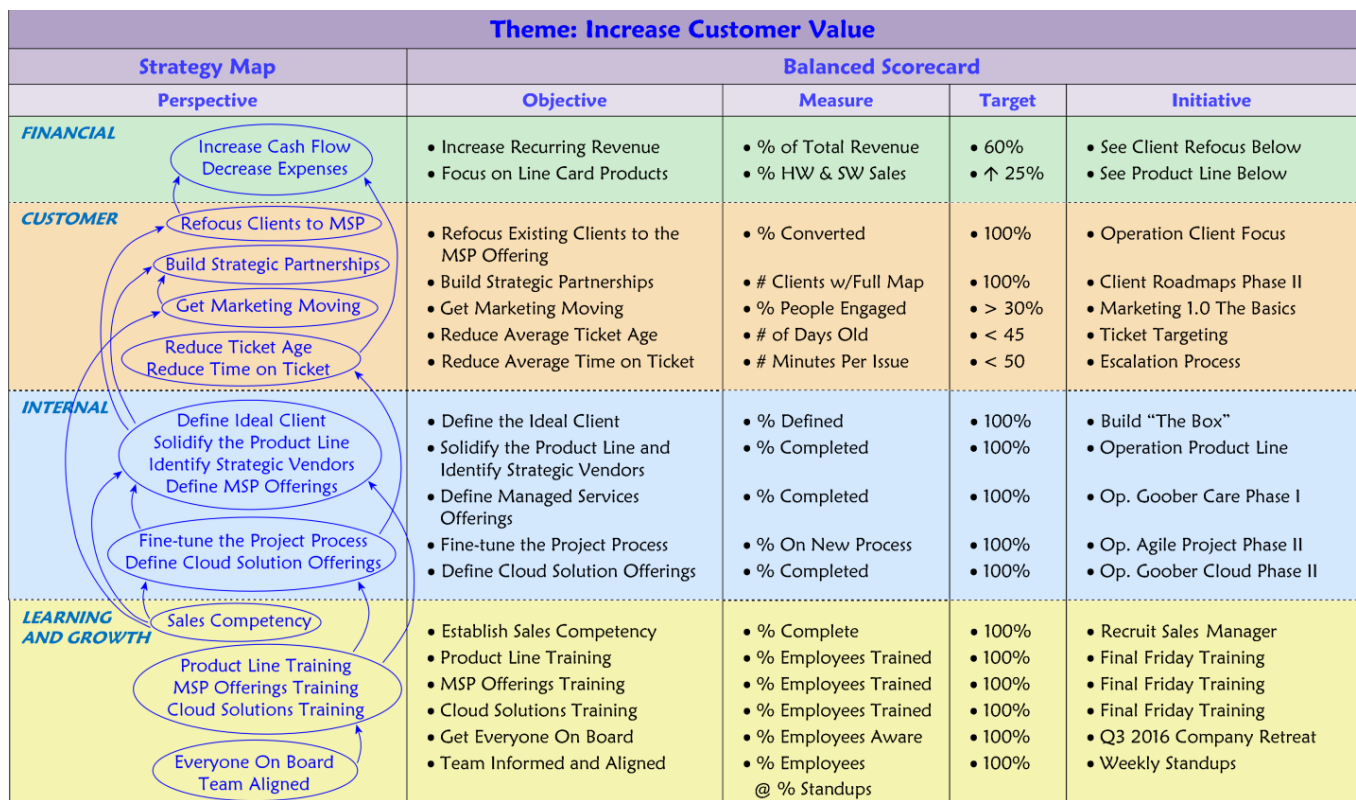 Theme: Increase Customer Value
Strategy Map
Balanced Scorecard
Perspective
Objective
Measure
Target
Initiative
FINANCIAL
Increase Cash Flow
Decrease Expenses
• Increase Recurring Revenue
• % of Total Revenue
• 60%
• See Client Refocus Below
• Focus on Line Card Products
• % HW & SW Sales
• ↑ 25%
• See Product Line Below
CUSTOMER
Refocus Clients to MSP
Build Strategic Partnerships
Get Marketing Moving
Reduce Ticket Age
Reduce Time on Ticket
• Refocus Existing Clients to the
MSP Offering
• % Converted
• 100%
• Operation Client Focus
• Build Strategic Partnerships
• # Clients w/Full Map
• 100%
• Client Roadmaps Phase II
• Get Marketing Moving
• % People Engaged
• > 30%
• Marketing 1.0 The Basics
• Reduce Average Ticket Age
• # of Days Old
• < 45
• Ticket Targeting
• Reduce Average Time on Ticket
• # Minutes Per Issue
• < 50
• Escalation Process
INTERNAL
Define Ideal Client
Solidify the Product Line
Identify Strategic Vendors
Define MSP Offerings
Fine-tune the Project Process
Define Cloud Solution Offerings
• Define the Ideal Client
• % Defined
• 100%
• Build “The Box”
• Solidify the Product Line and
Identify Strategic Vendors
• % Completed
• 100%
• Operation Product Line
• Define Managed Services
Offerings
• % Completed
• 100%
• Op. Goober Care Phase I
• Fine-tune the Project Process
• % On New Process
• 100%
• Op. Agile Project Phase II
• Define Cloud Solution Offerings
• % Completed
• 100%
• Op. Goober Cloud Phase II
LEARNING
AND GROWTH
Sales Competency
Product Line Training
MSP Offerings Training
Cloud Solutions Training
Everyone On Board
Team Aligned
• Establish Sales Competency
• % Complete
• 100%
• Recruit Sales Manager
• Product Line Training
• % Employees Trained
• 100%
• Final Friday Training
• MSP Offerings Training
• % Employees Trained
• 100%
• Final Friday Training
• Cloud Solutions Training
• % Employees Trained
• 100%
• Final Friday Training
• Get Everyone On Board
• % Employees Aware
• 100%
• Q3 2016 Company Retreat
• Team Informed and Aligned
• % Employees
@ % Standups
• 100%
• Weekly Standups